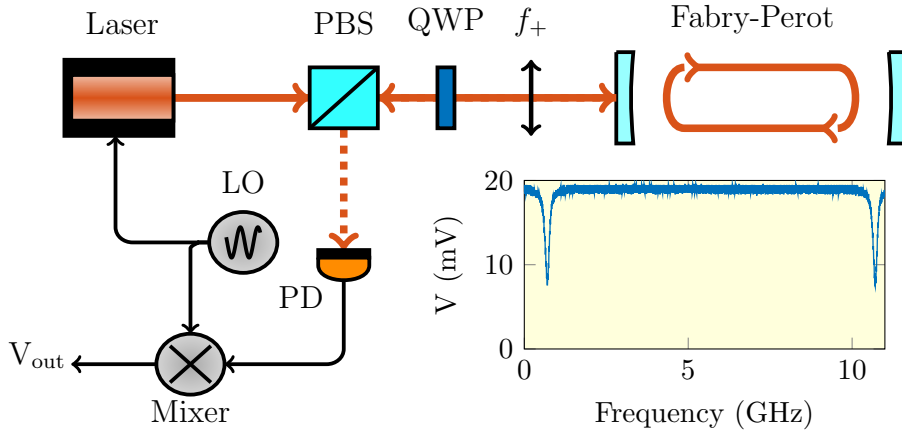 Laser
PBS
QWP
f+
Fabry-Perot
LO
PD
Vout
Mixer
V (mV)
20
10
0
0
5
10
Frequency (GHz)